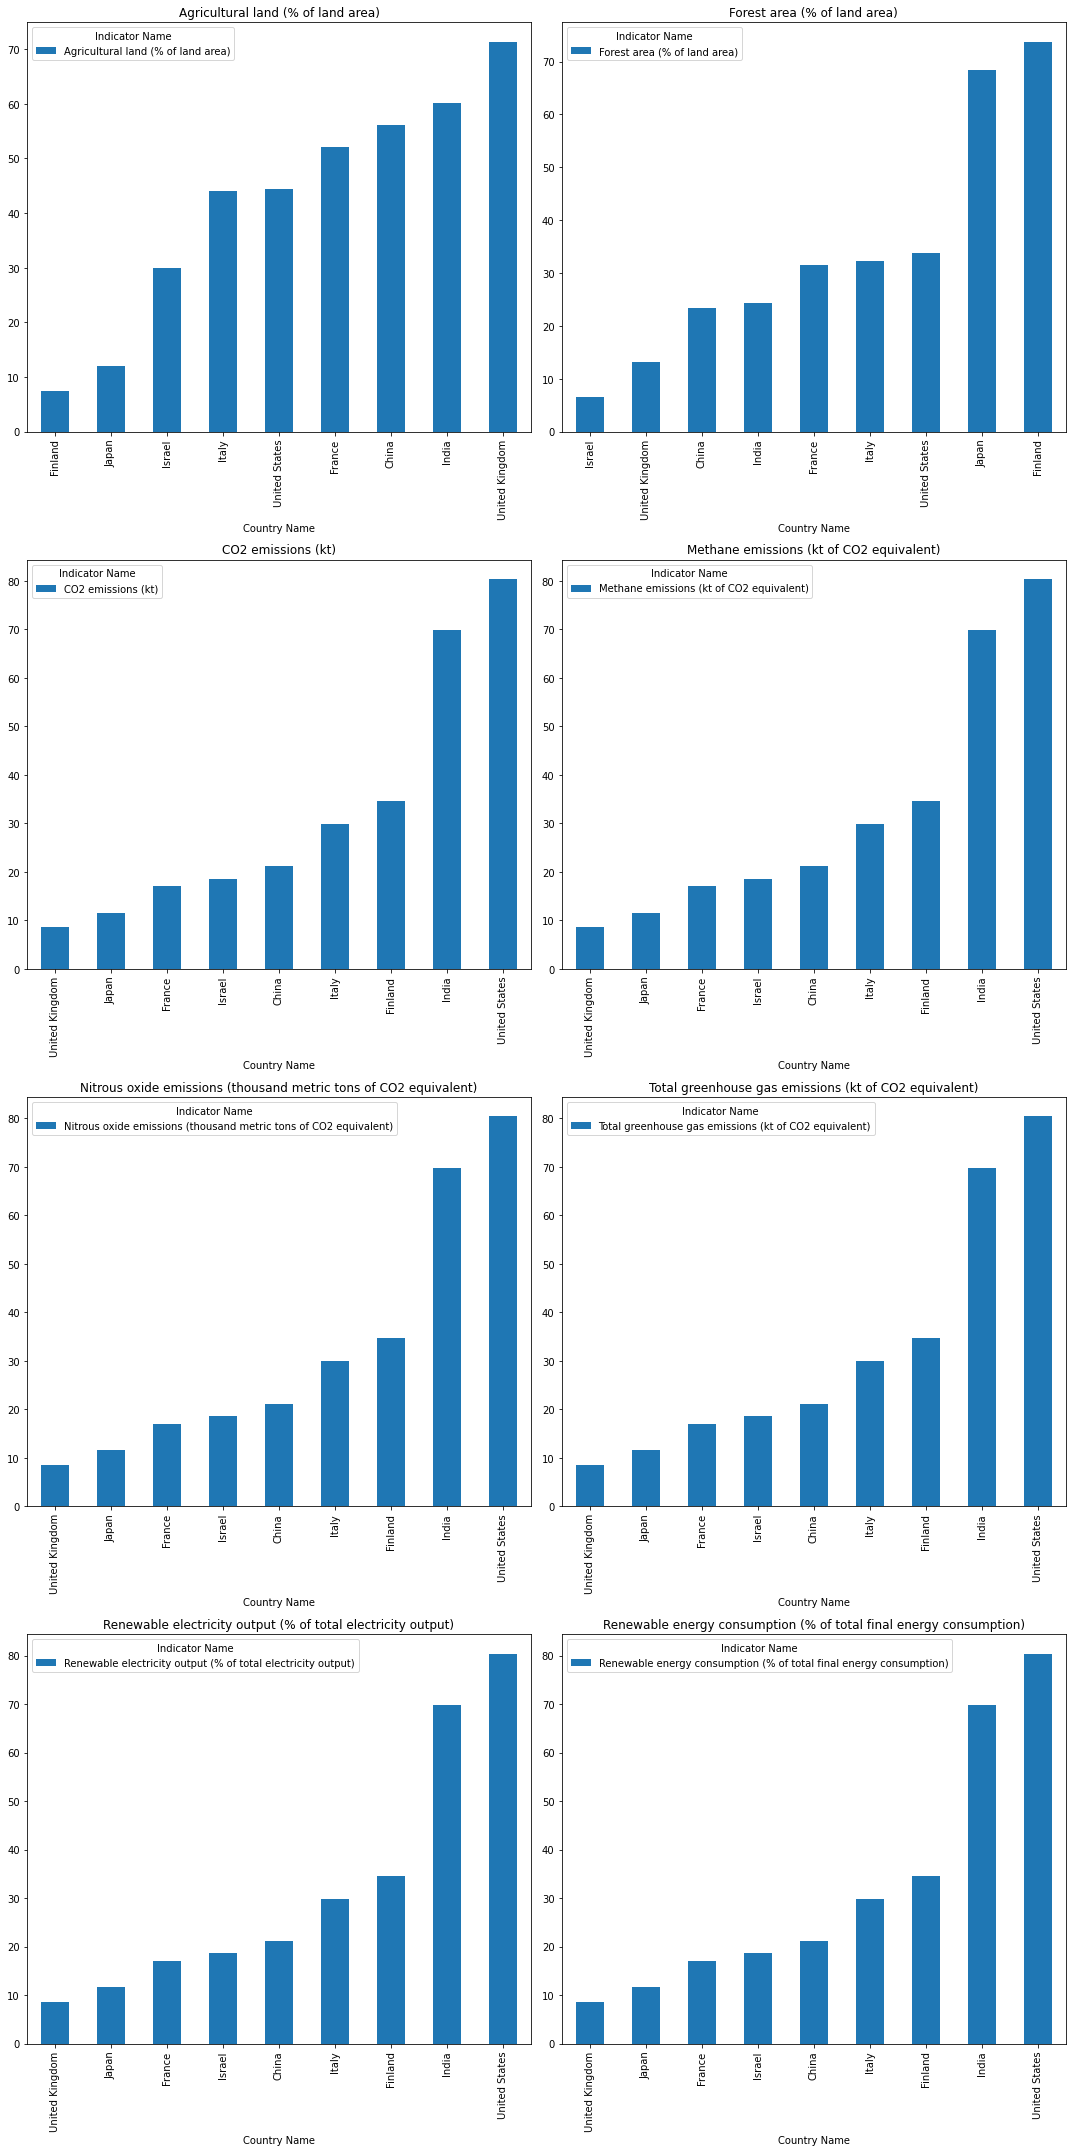 Agricultural land (% of land area)
Indicator Name
Agricultural land (% of land area)
70
60
50
40
30
20
10
0
Finland
Japan
Israel
Italy
United States
France
China
India
United Kingdom
Country Name
Forest area (% of land area)
Indicator Name
Forest area (% of land area)
70
60
50
40
30
20
10
0
Israel
United Kingdom
China
India
France
Italy
United States
Japan
Finland
Country Name
CO2 emissions (kt)
Indicator Name
CO2 emissions (kt)
80
70
60
50
40
30
20
10
0
United Kingdom
Japan
France
Israel
China
Italy
Finland
India
United States
Country Name
Methane emissions (kt of CO2 equivalent)
Indicator Name
Methane emissions (kt of CO2 equivalent)
80
70
60
50
40
30
20
10
0
United Kingdom
Japan
France
Israel
China
Italy
Finland
India
United States
Country Name
Nitrous oxide emissions (thousand metric tons of CO2 equivalent)
Indicator Name
Nitrous oxide emissions (thousand metric tons of CO2 equivalent)
80
70
60
50
40
30
20
10
0
United Kingdom
Japan
France
Israel
China
Italy
Finland
India
United States
Country Name
Total greenhouse gas emissions (kt of CO2 equivalent)
Indicator Name
Total greenhouse gas emissions (kt of CO2 equivalent)
80
70
60
50
40
30
20
10
0
United Kingdom
Japan
France
Israel
China
Italy
Finland
India
United States
Country Name
Renewable electricity output (% of total electricity output)
Indicator Name
Renewable electricity output (% of total electricity output)
80
70
60
50
40
30
20
10
0
United Kingdom
Japan
France
Israel
China
Italy
Finland
India
United States
Country Name
Renewable energy consumption (% of total final energy consumption)
Indicator Name
Renewable energy consumption (% of total final energy consumption)
80
70
60
50
40
30
20
10
0
United Kingdom
Japan
France
Israel
China
Italy
Finland
India
United States
Country Name